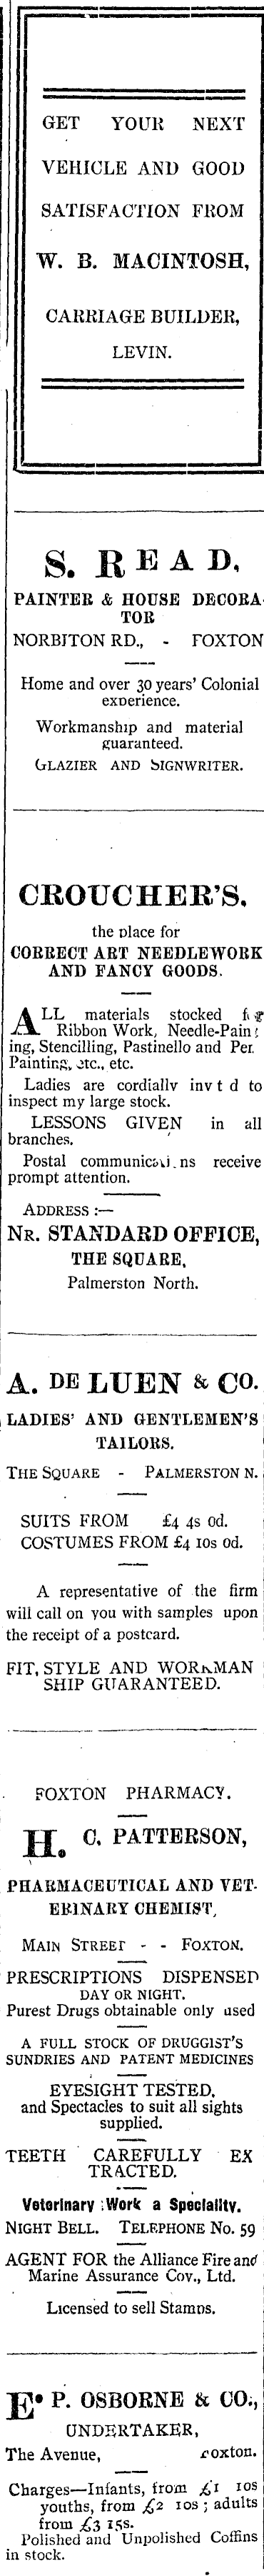 GET YOUR NEXT
VEHICLE AND GOOD
SATISFACTION FROM
W. B. MACINTOSH,
CARRIAGE BUILDER,
LEVIN.
S. READ,
PAINTER & HOUSE DECORA-
TOR
NORBITON RD., - FOXTON
Home and over 30 years' Colonial
experience.
Workmanship and material
guaranteed.
GLAZIER AND SIGNWRITER.
CROUCHER'S,
the place for
CORRECT ART NEEDLEWORK
AND FANCY GOODS.
ALL materials stocked for
Ribbon Work, Needle-Paint
ing, Stencilling, Pastinello and Pen
Painting, etc., etc.
Ladies are cordially inv t d to
inspect my large stock.
LESSONS GIVEN in all
branches.
Postal communications receive
prompt attention.
ADDRESS :—
NR. STANDARD OFFICE,
THE SQUARE,
Palmerston North.
A. DE LUEN & CO.
LADIES' AND GENTLEMEN'S
TAILORS.
THE SQUARE - PALMERSTON N.
SUITS FROM £4 4s 0d.
COSTUMES FROM £4 10s 0d.
A representative of the firm
will call on you with samples upon
the receipt of a postcard.
FIT, STYLE AND WORKMAN
SHIP GUARANTEED.
FOXTON PHARMACY.
H. C. PATTERSON,
PHARMACEUTICAL AND VET-
ERINARY CHEMIST,
MAIN STREET - - FOXTON.
PRESCRIPTIONS DISPENSED
DAY OR NIGHT.
Purest Drugs obtainable only used
A FULL STOCK OF DRUGGIST'S
SUNDRIES AND PATENT MEDICINES
EYESIGHT TESTED,
and Spectacles to suit all sights
supplied.
TEETH CAREFULLY EX
TRACTED.
Veterinary Work a Speciality.
NIGHT BELL. TELEPHONE No. 59
AGENT FOR the Alliance Fire and
Marine Assurance Coy., Ltd.
Licensed to sell Stamps.
E. P. OSBORNE & CO.,
UNDERTAKER,
The Avenue, Foxton.
Charges—Infants, from £1 10s
youths, from £2 10s ; adults
from £3 15s.
Polished and Unpolished Coffins
in stock.